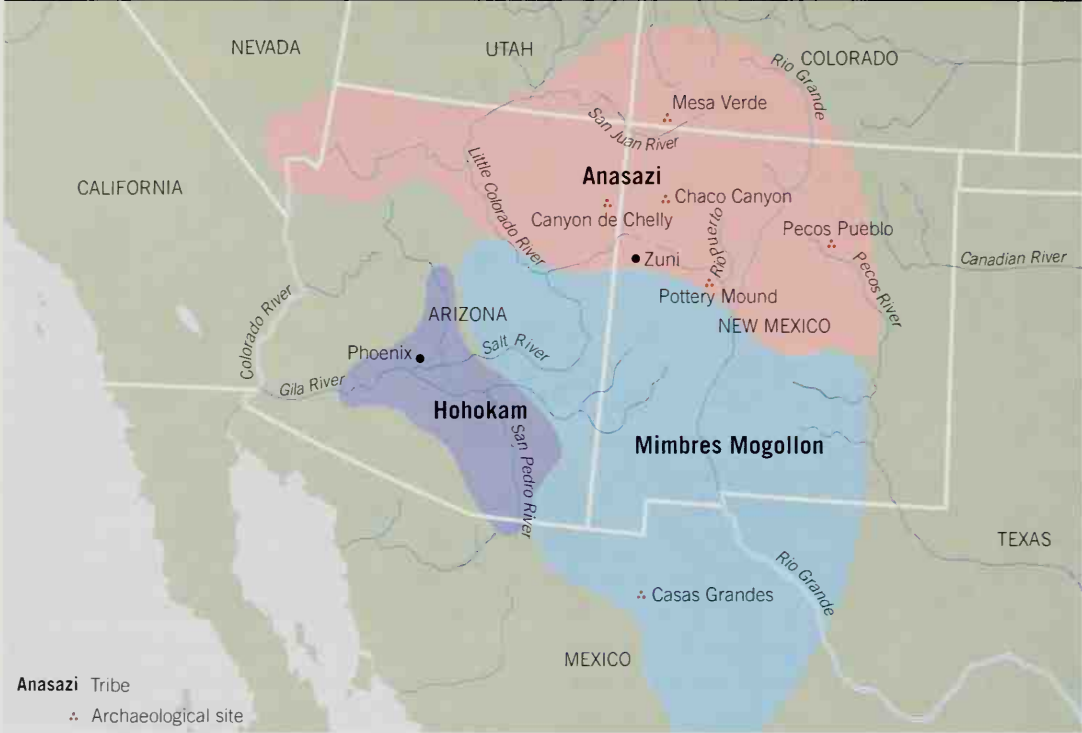 NEVADA
UTAH
COLORADO
Rio Grande
Mesa Verde
San Juan River
CALIFORNIA
Little Colorado River
Anasazi
Chaco Canyon
Canyon de Chelly
Rio Puerto
Pecos Pueblo
Zuni
Pecos River
Canadian River
Pottery Mound
NEW MEXICO
Colorado River
ARIZONA
Phoenix
Salt River
Gila River
Hohokam
San Pedro River
Mimbres Mogollon
TEXAS
Rio Grande
Casas Grandes
MEXICO
Anasazi Tribe
Archaeological site